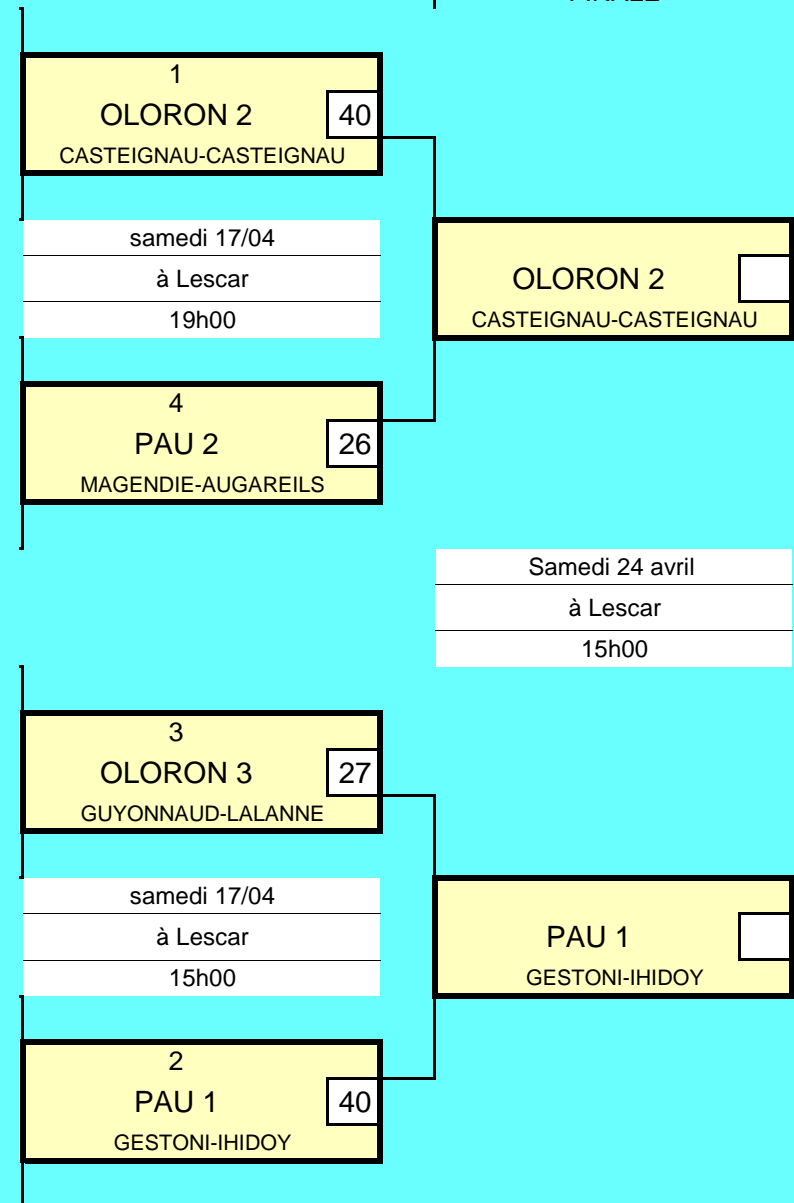 1
OLORON 2
40
CASTEIGNAU-CASTEIGNAU
samedi 17/04
à Lescar
19h00
4
PAU 2
26
MAGENDIE-AUGAREILS
OLORON 2
CASTEIGNAU-CASTEIGNAU
Samedi 24 avril
à Lescar
15h00
3
OLORON 3
27
GUYONNAUD-LALANNE
samedi 17/04
à Lescar
15h00
2
PAU 1
40
GESTONI-IHIDOY
PAU 1
GESTONI-IHIDOY